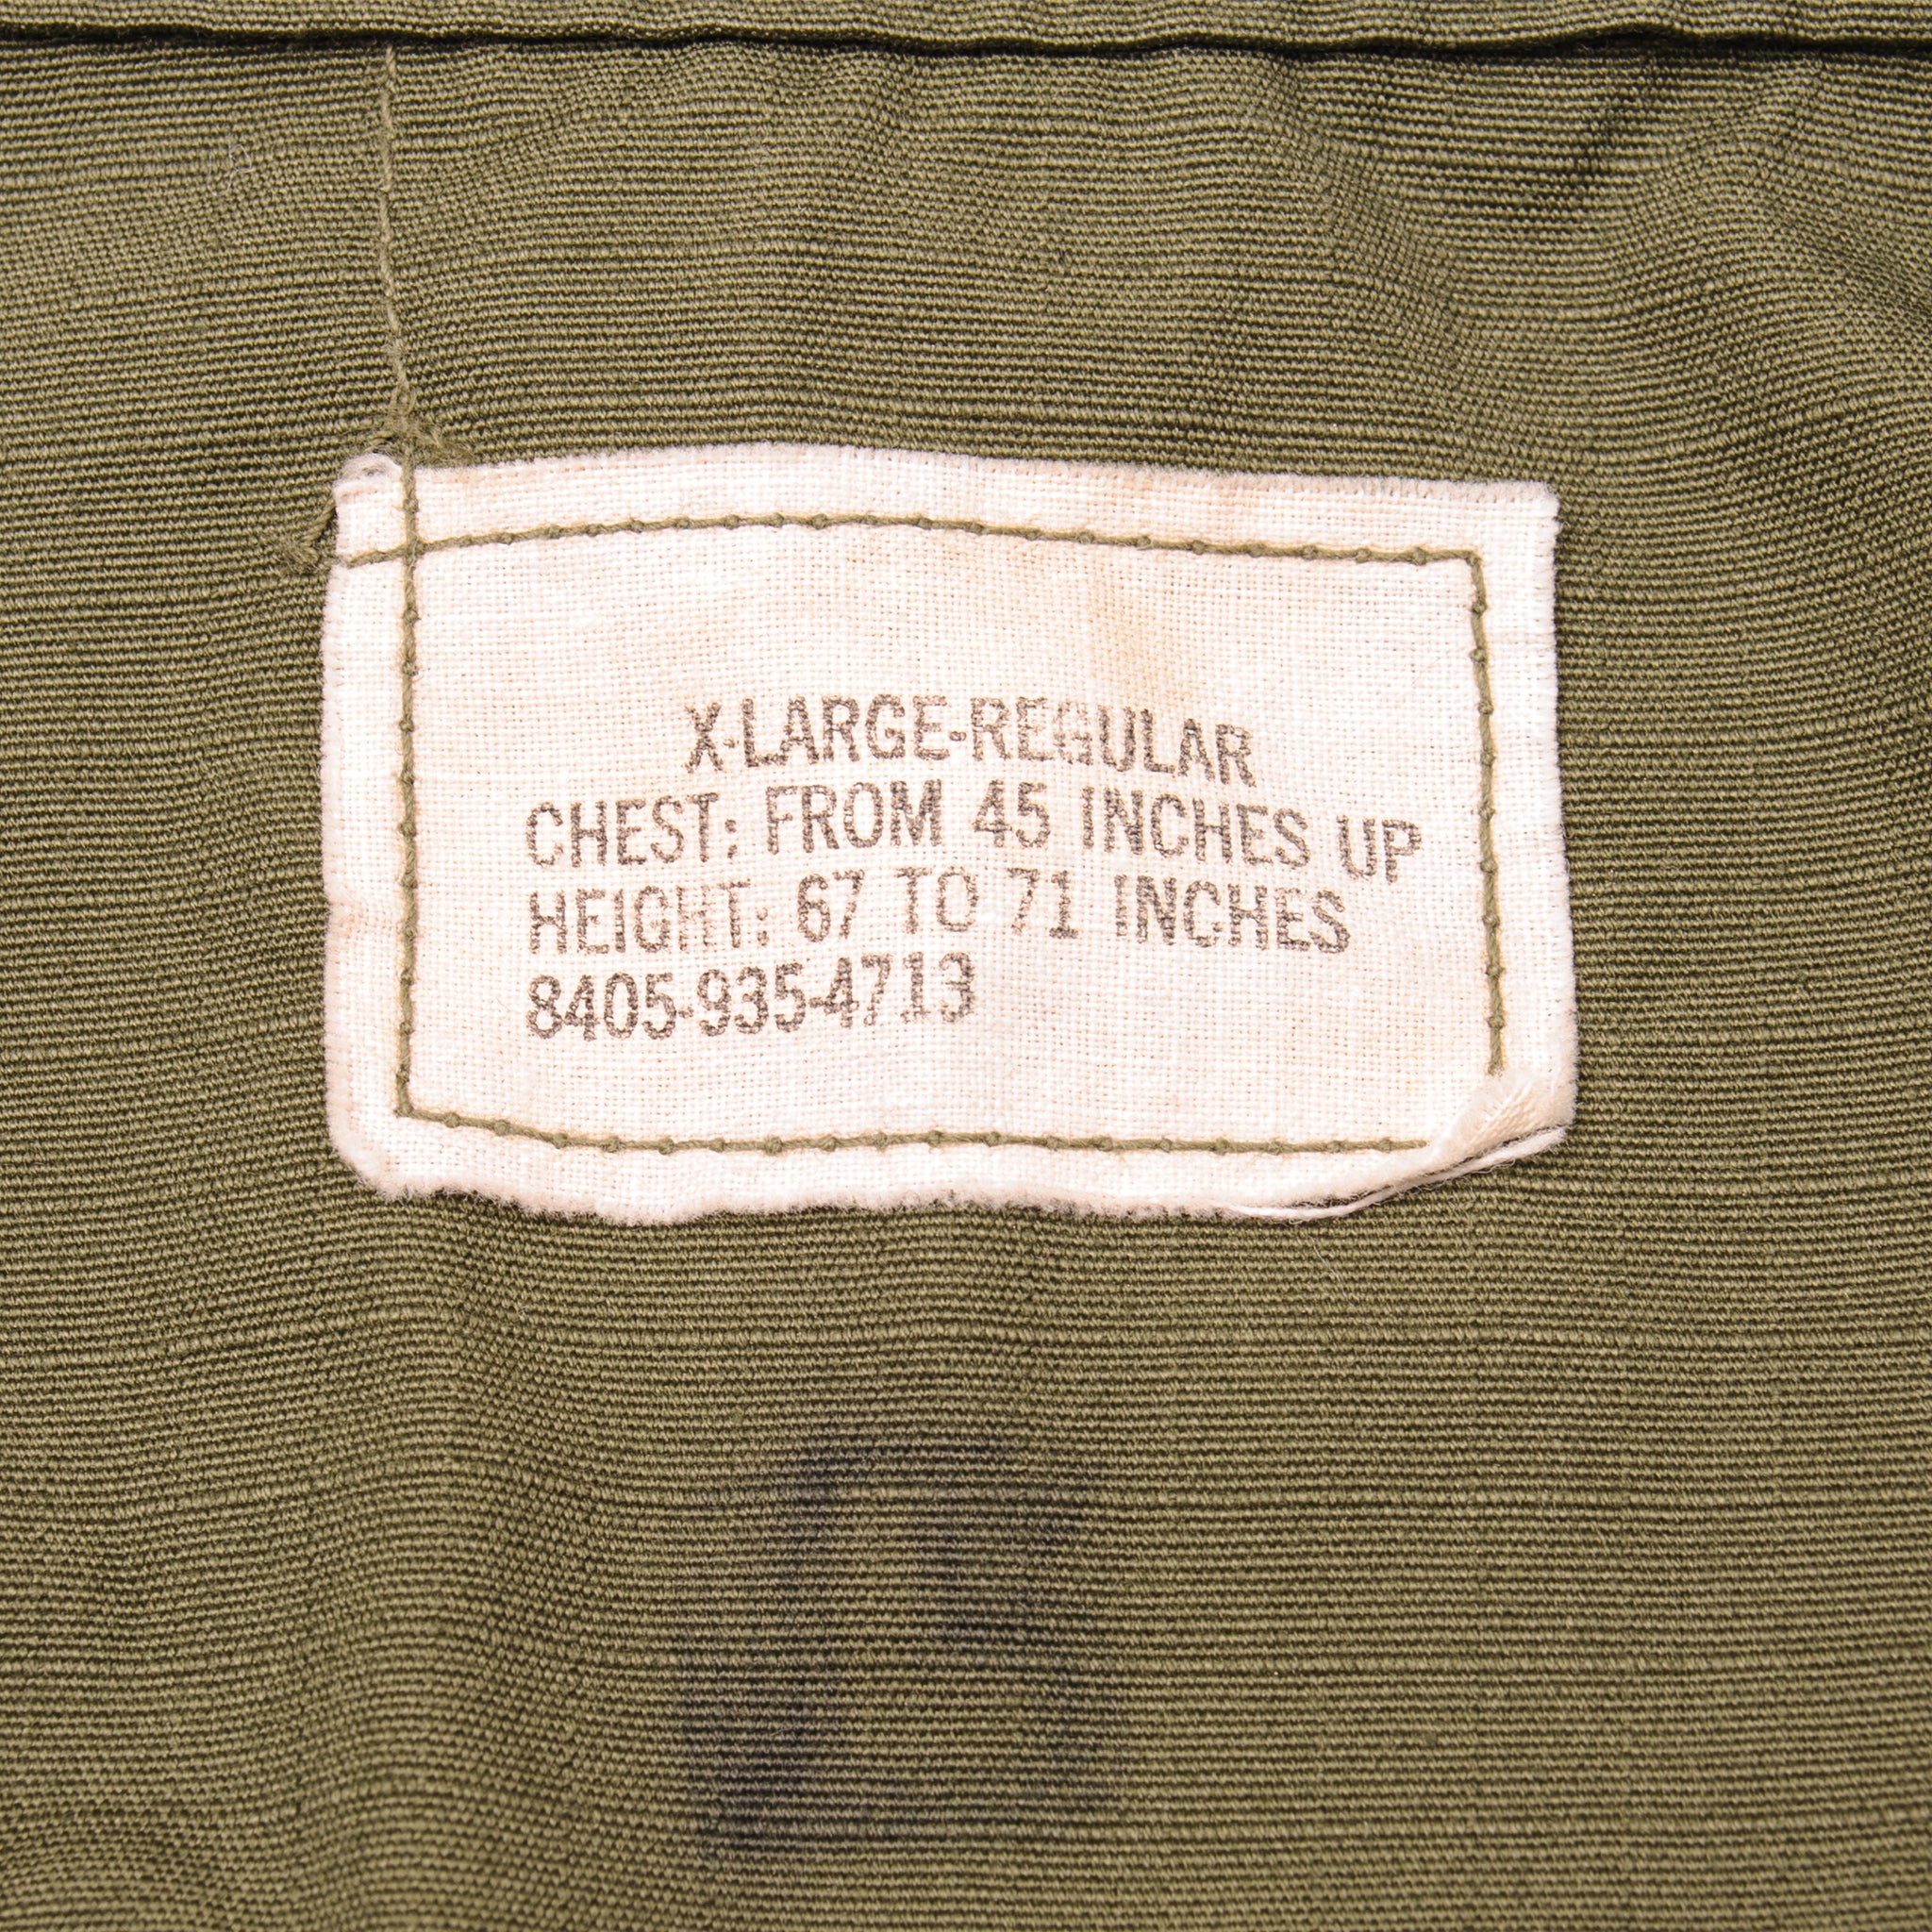 X-LARGE-REGULAR
CHEST: FROM 45 INCHES UP
HEIGHT: 67 TO 71 INCHES
8405-935-4713